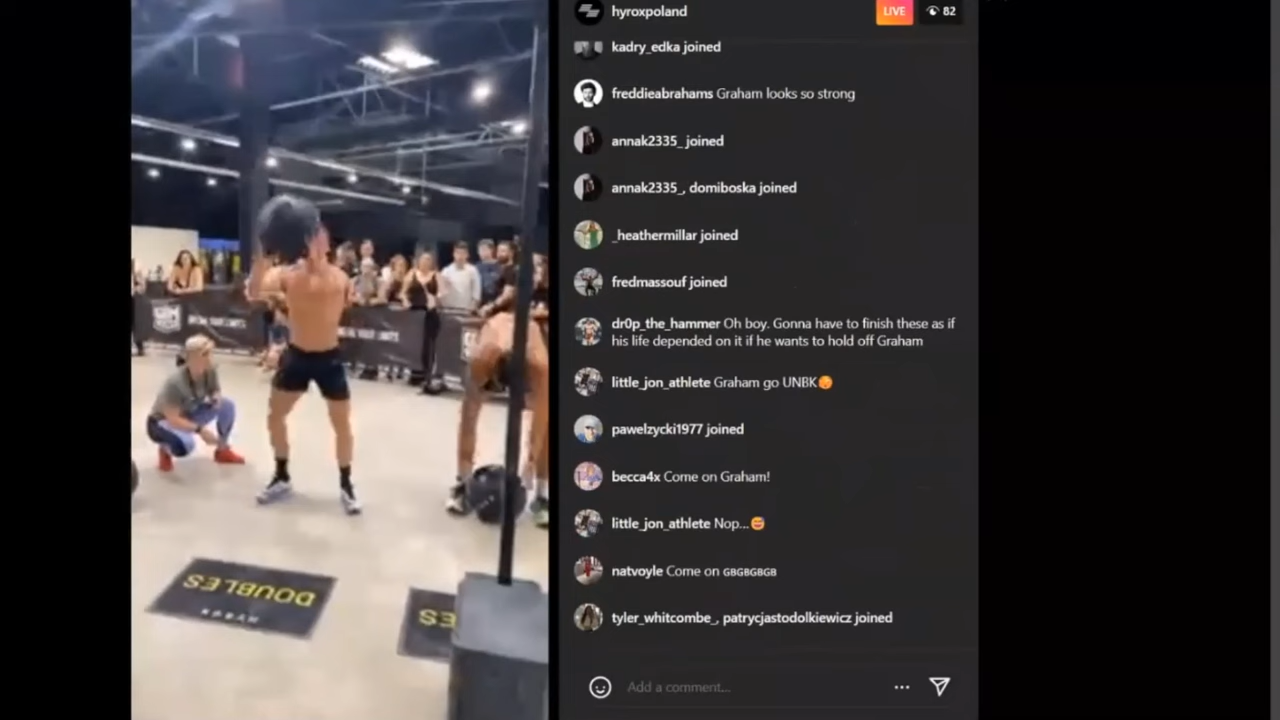 hyroxpoland
LIVE
82
kadry_edka joined
freddieabrahams Graham looks so strong
annak2335_ joined
annak2335_, domiboska joined
_heathermillar joined
fredmassouf joined
dr0p_the_hammer Oh boy. Gonna have to finish these as if
his life depended on it if he wants to hold off Graham
little_jon_athlete Graham go UNBK🥵
pawelzycki1977 joined
becca4x Come on Graham!
little_jon_athlete Nop...😅
natvoyle Come on GBGBGBGB
tyler_whitcombe_, patrycjastodolkiewicz joined
Add a comment...
DOUBLES
HYROX
ES